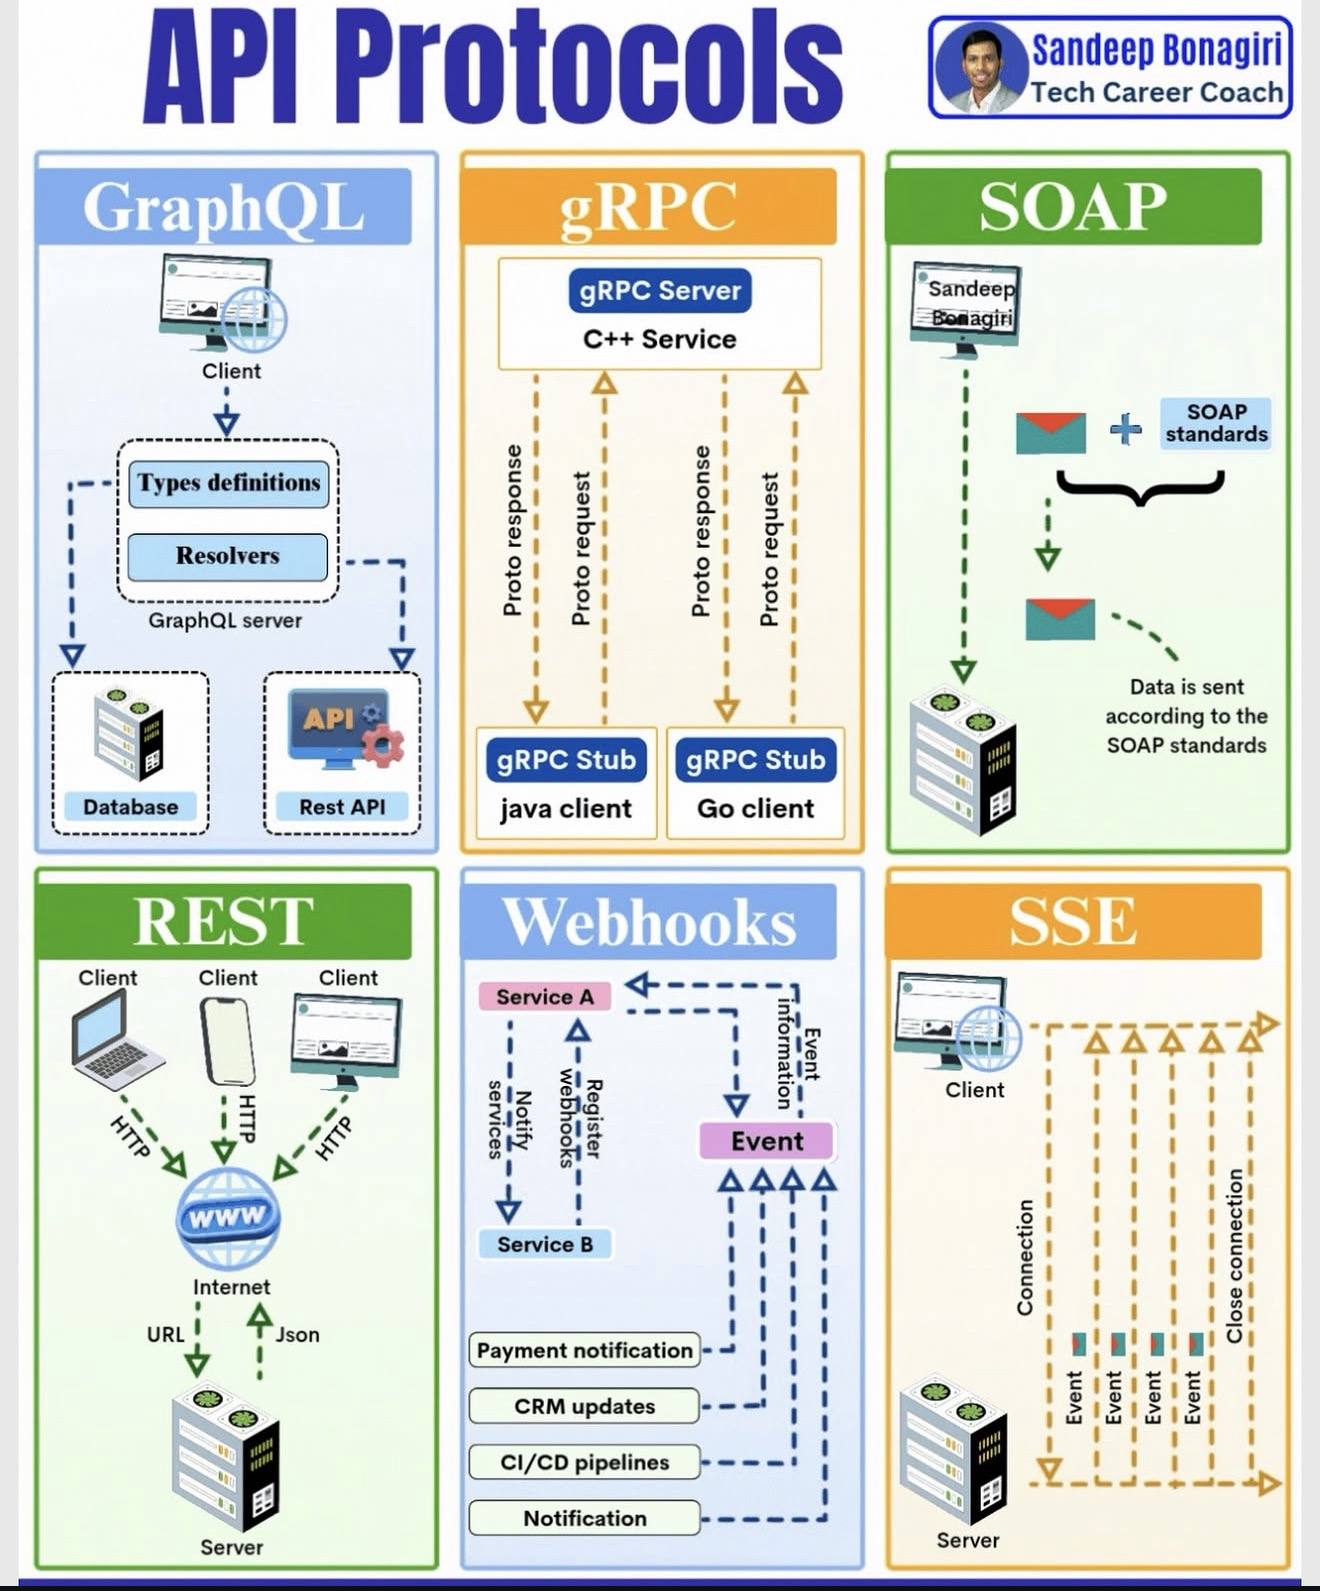 API Protocols
Sandeep Bonagiri
Tech Career Coach
GraphQL
Client
Types definitions
Resolvers
GraphQL server
API
Database
Rest API
gRPC
gRPC Server
C++ Service
Proto response
Proto request
Proto response
Proto request
gRPC Stub
java client
gRPC Stub
Go client
SOAP
Sandeep
Bonagiri
SOAP
standards
Data is sent
according to the
SOAP standards
REST
Client
Client
Client
HTTP
HTTP
HTTP
WWW
Internet
URL
Json
Server
Webhooks
Service A
Event
information
Notify
services
Register
webhooks
Event
Service B
Payment notification
CRM updates
CI/CD pipelines
Notification
SSE
Client
Connection
Event
Event
Event
Event
Close connection
Server